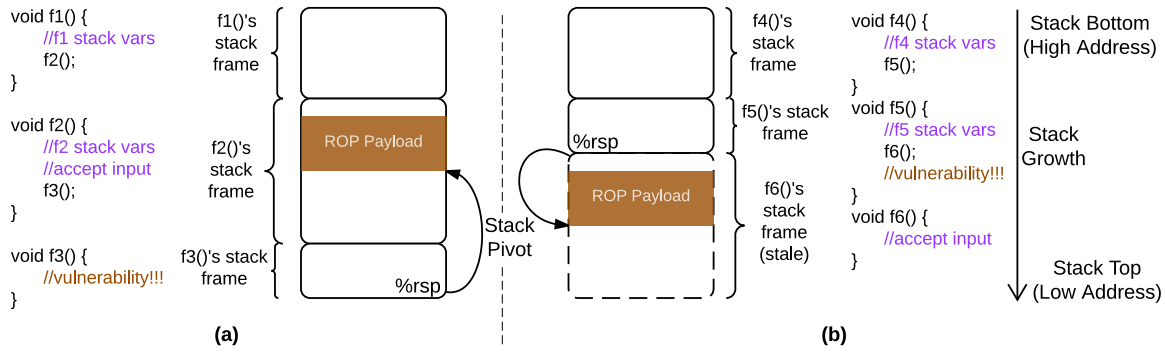 void f1() {
//f1 stack vars
f2();
}
void f2() {
//f2 stack vars
//accept input
f3();
}
void f3() {
//vulnerability!!!
}
f1()'s
stack
frame
f2()'s
stack
frame
f3()'s stack
frame
ROP Payload
%rsp
Stack
Pivot
(a)
%rsp
ROP Payload
f4()'s
stack
frame
f5()'s stack
frame
f6()'s
stack
frame
(stale)
void f4() {
//f4 stack vars
f5();
}
void f5() {
//f5 stack vars
f6();
//vulnerability!!!
}
void f6() {
//accept input
}
(b)
Stack Bottom
(High Address)
Stack
Growth
Stack Top
(Low Address)